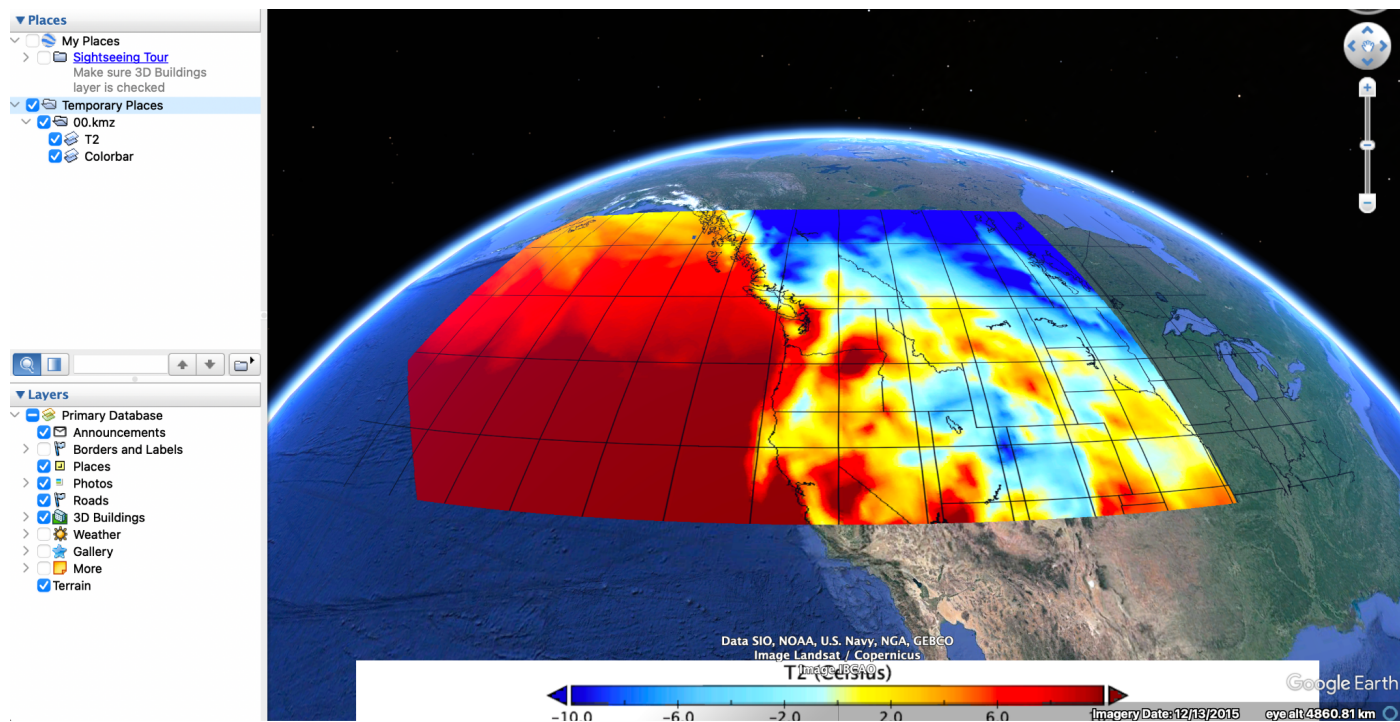 Places
My Places
Sightseeing Tour
Make sure 3D Buildings
layer is checked
Temporary Places
00.kmz
T2
Colorbar
Layers
Primary Database
Announcements
Borders and Labels
Places
Photos
Roads
3D Buildings
Weather
Gallery
More
Terrain
Data SIO, NOAA, U.S. Navy, NGA, GEBCO
Image Landsat / Copernicus
Image IBCAO
T2 (Celsius)
Google Earth
-10.0 -6.0 -2.0 2.0 6.0
Imagery Date: 12/13/2015 eye alt 4860.81 km